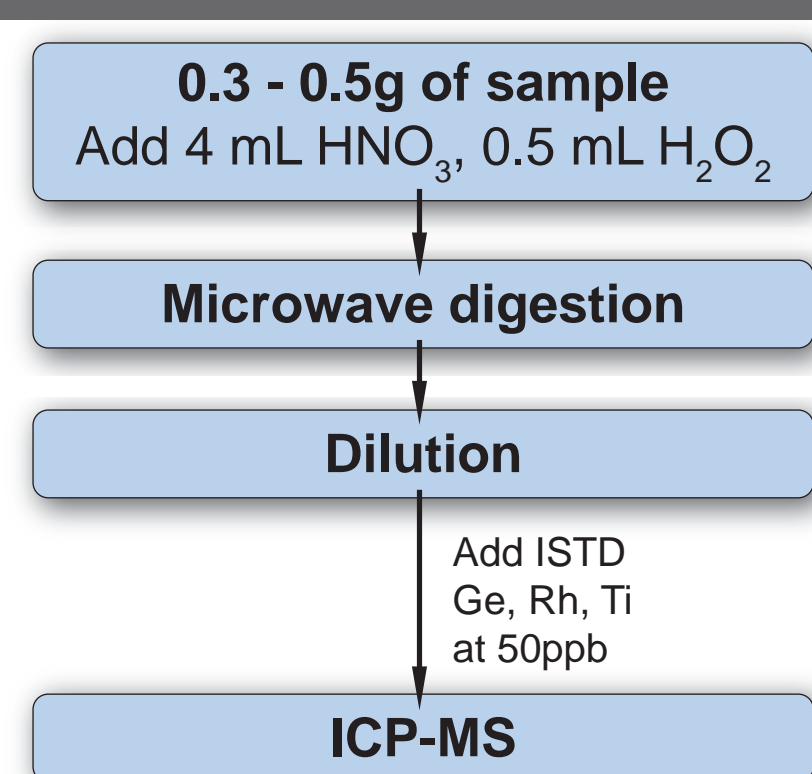 0.3 - 0.5g of sample
Add 4 mL HNO₃, 0.5 mL H₂O₂
Microwave digestion
Dilution
Add ISTD
Ge, Rh, Ti
at 50ppb
ICP-MS